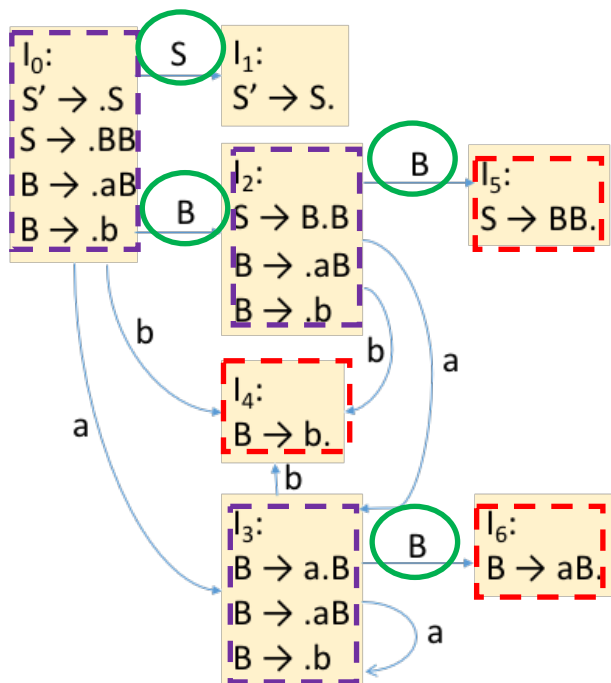 I₀:
S' → .S
S → .BB
B → .aB
B → .b
S
I₁:
S' → S.
B
I₂:
S → B.B
B → .aB
B → .b
B
I₅:
S → BB.
b
a
b
a
I₄:
B → b.
b
I₃:
B → a.B
B → .aB
B → .b
B
a
I₆:
B → aB.